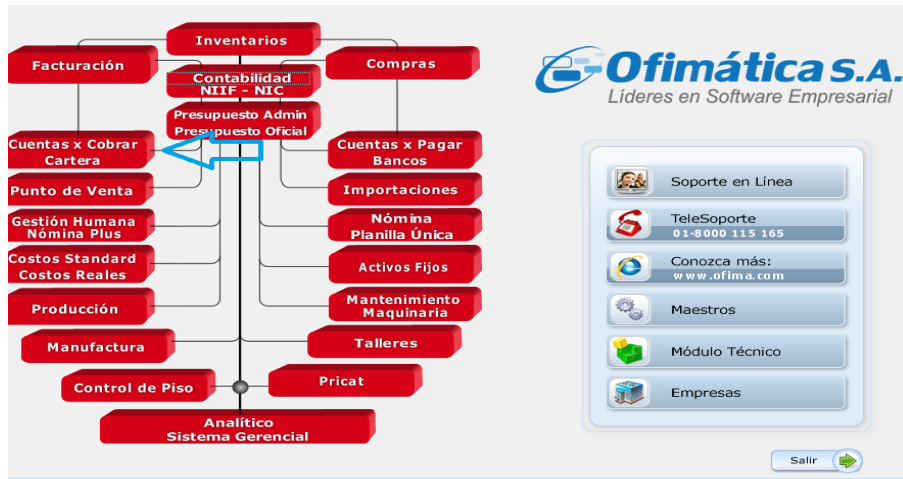 Inventarios
Facturación
Compras
Contabilidad
NIIF - NIC
Presupuesto Admin
Presupuesto Oficial
Cuentas x Cobrar
Cartera
Cuentas x Pagar
Bancos
Punto de Venta
Importaciones
Gestión Humana
Nómina Plus
Nómina
Planilla Única
Costos Standard
Costos Reales
Activos Fijos
Producción
Mantenimiento
Maquinaria
Manufactura
Talleres
Control de Piso
Pricat
Analítico
Sistema Gerencial
Ofimática S.A.
Líderes en Software Empresarial
Soporte en Línea
TeleSoporte
01-8000 115 165
Conozca más:
www.ofima.com
Maestros
Módulo Técnico
Empresas
Salir